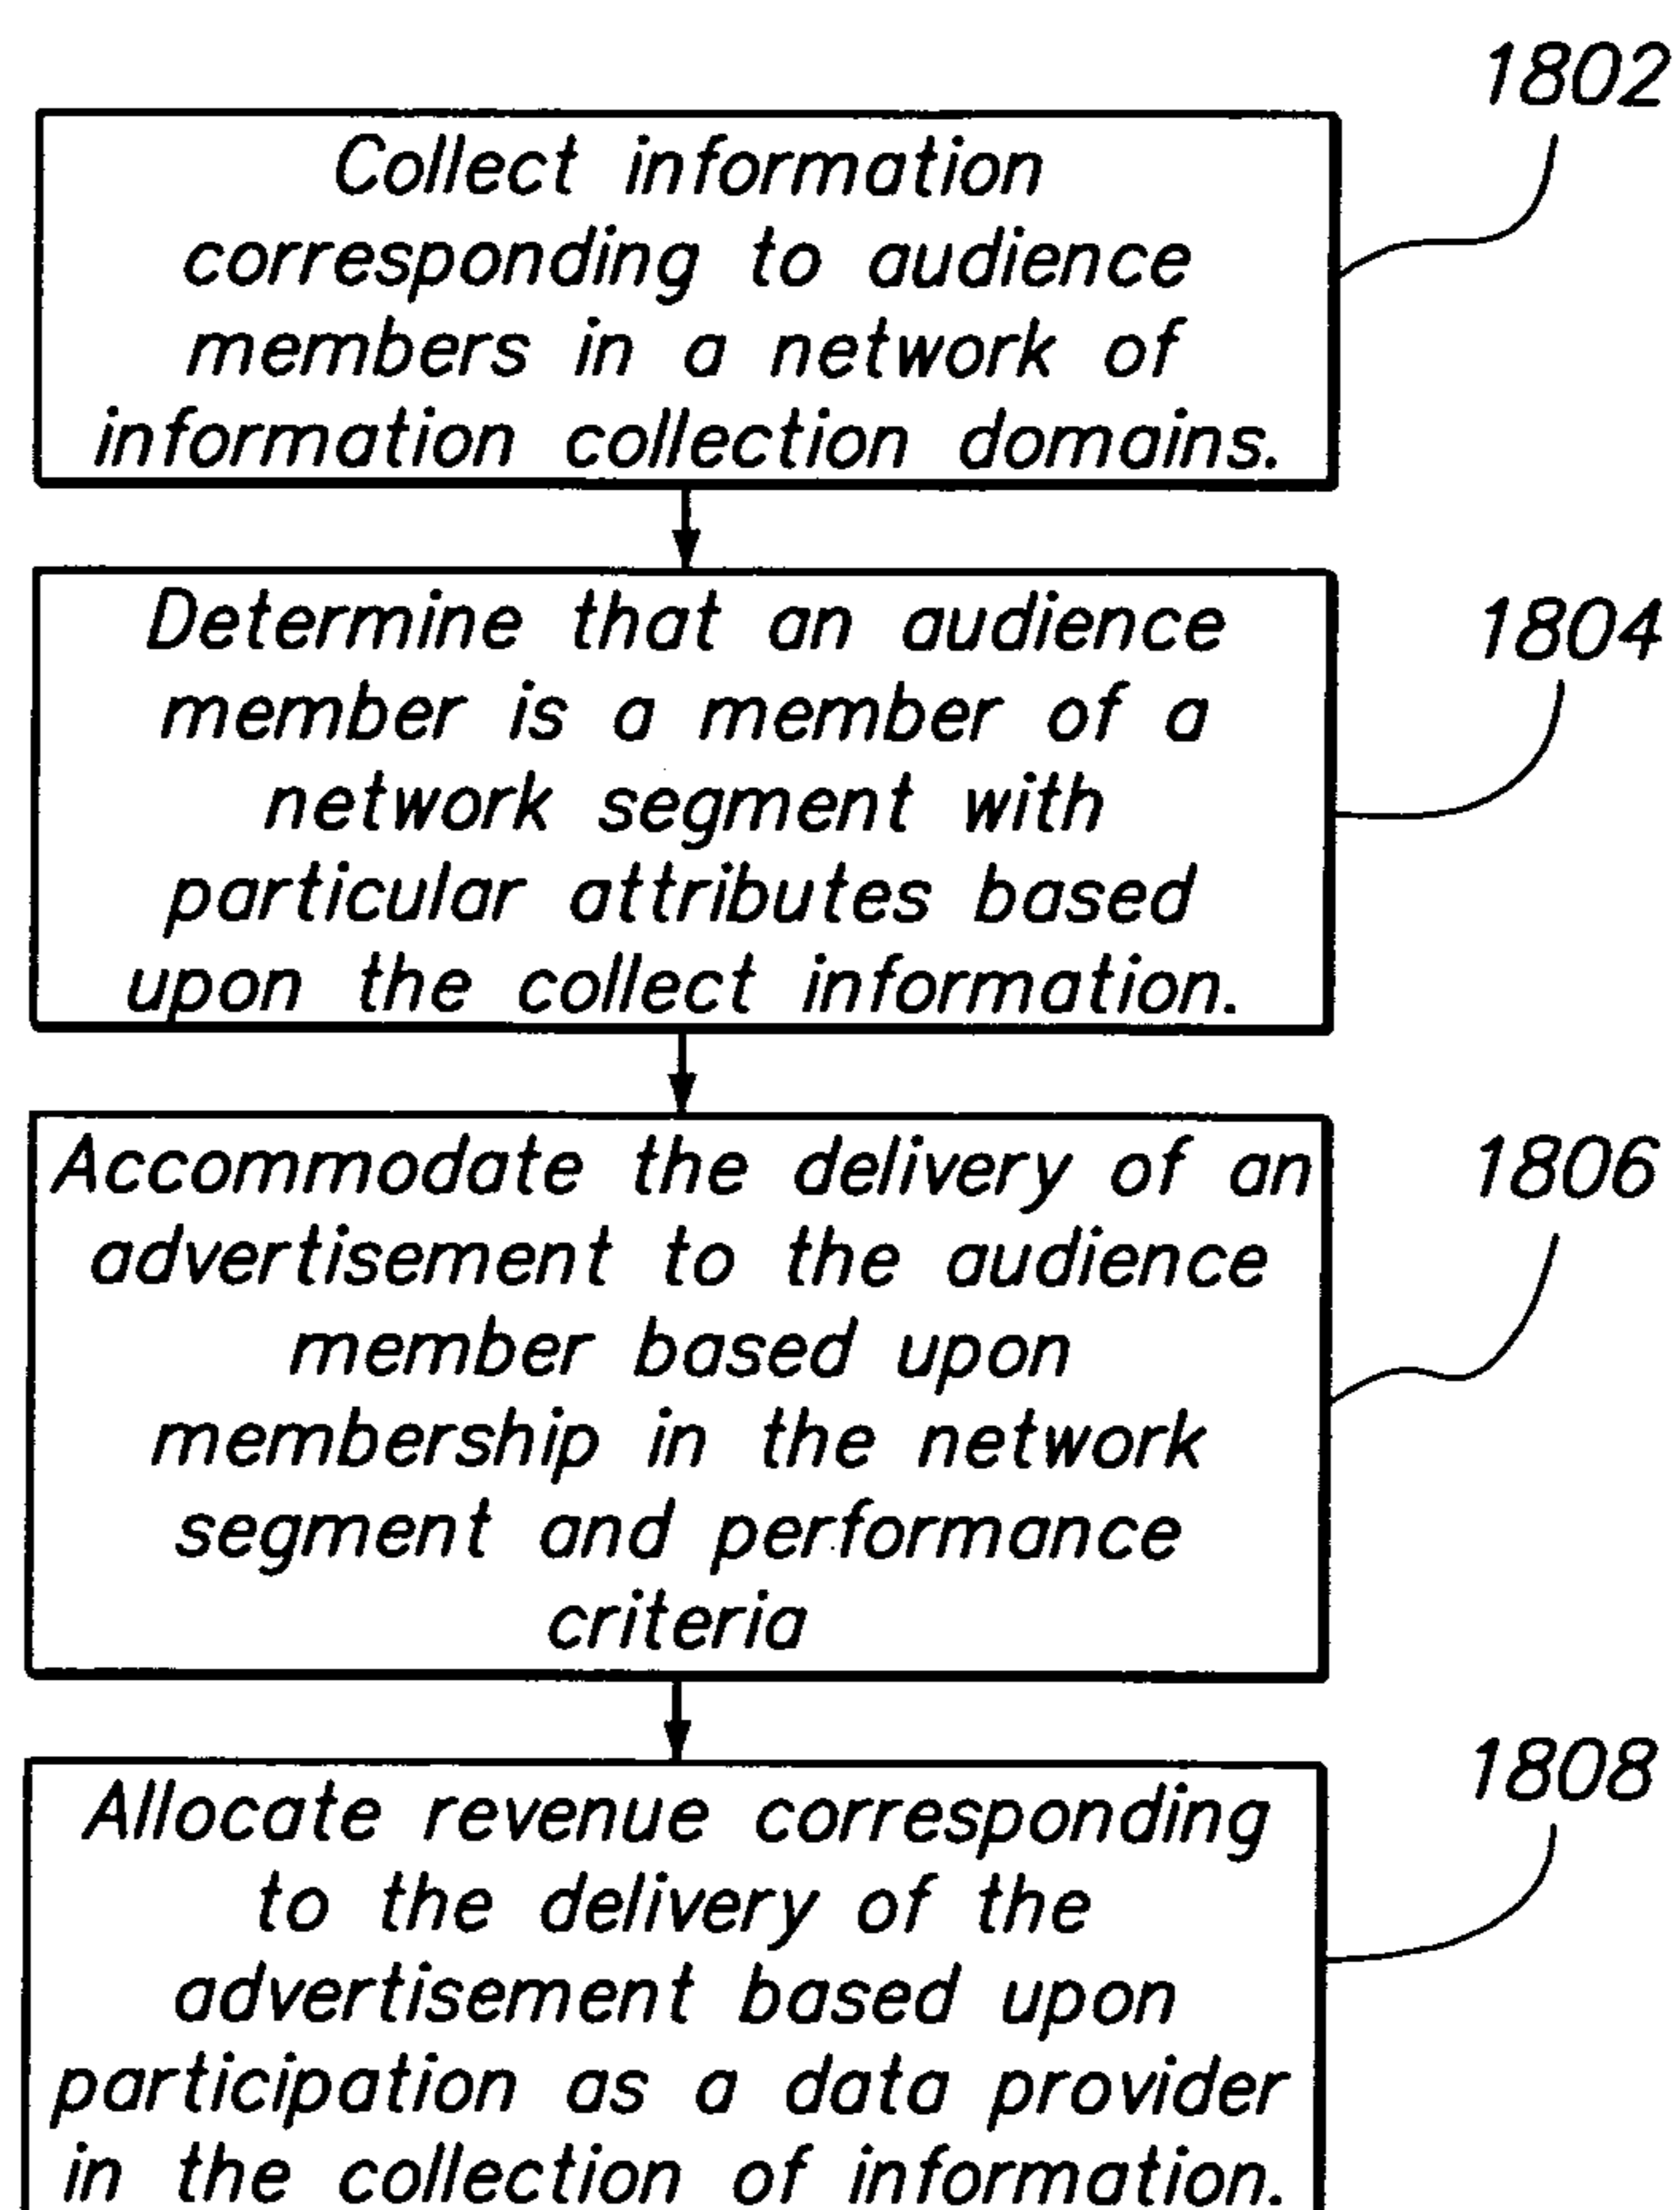 1802
Collect information
corresponding to audience
members in a network of
information collection domains.
1804
Determine that an audience
member is a member of a
network segment with
particular attributes based
upon the collect information.
1806
Accommodate the delivery of an
advertisement to the audience
member based upon
membership in the network
segment and performance
criteria
1808
Allocate revenue corresponding
to the delivery of the
advertisement based upon
participation as a data provider
in the collection of information.